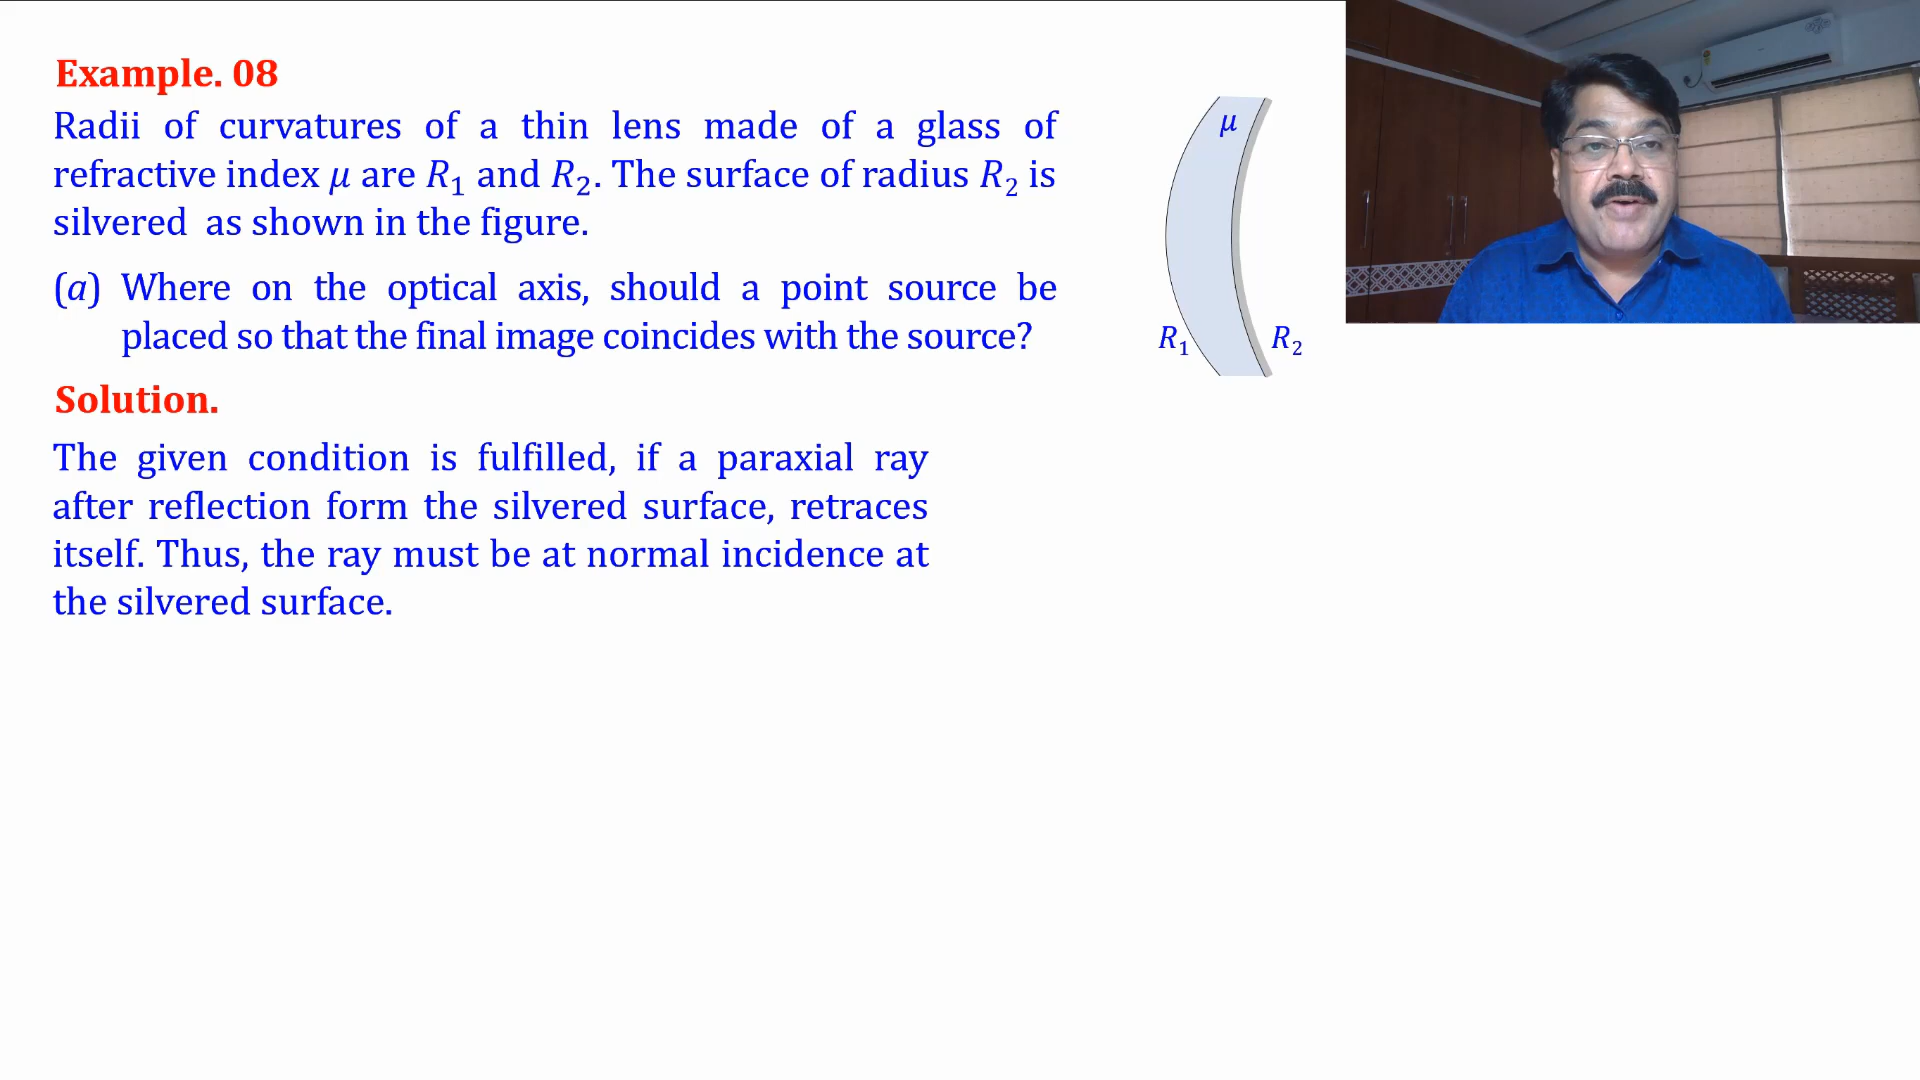 Example. 08
Radii of curvatures of a thin lens made of a glass of
refractive index μ are R₁ and R₂. The surface of radius R₂ is
silvered as shown in the figure.
(a) Where on the optical axis, should a point source be
placed so that the final image coincides with the source?
μ
R₁
R₂
Solution.
The given condition is fulfilled, if a paraxial ray
after reflection form the silvered surface, retraces
itself. Thus, the ray must be at normal incidence at
the silvered surface.